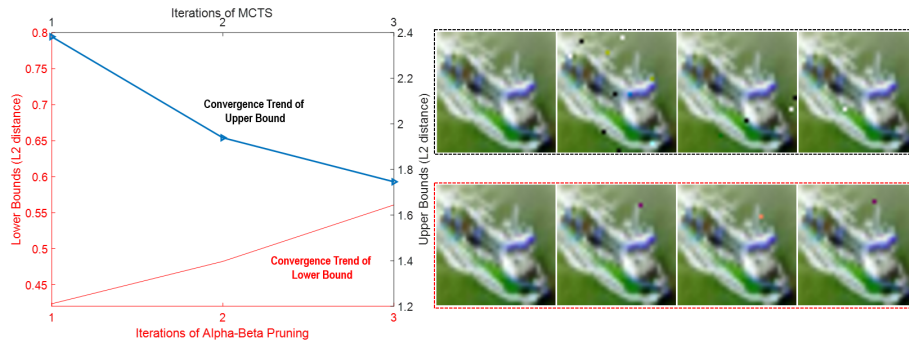 Iterations of MCTS
1 2 3
0.8
0.75
0.7
0.65
0.6
0.55
0.5
0.45
Lower Bounds (L2 distance)
2.4
2.2
2
1.8
1.6
1.4
1.2
Upper Bounds (L2 distance)
Convergence Trend of
Upper Bound
Convergence Trend of
Lower Bound
1 2 3
Iterations of Alpha-Beta Pruning